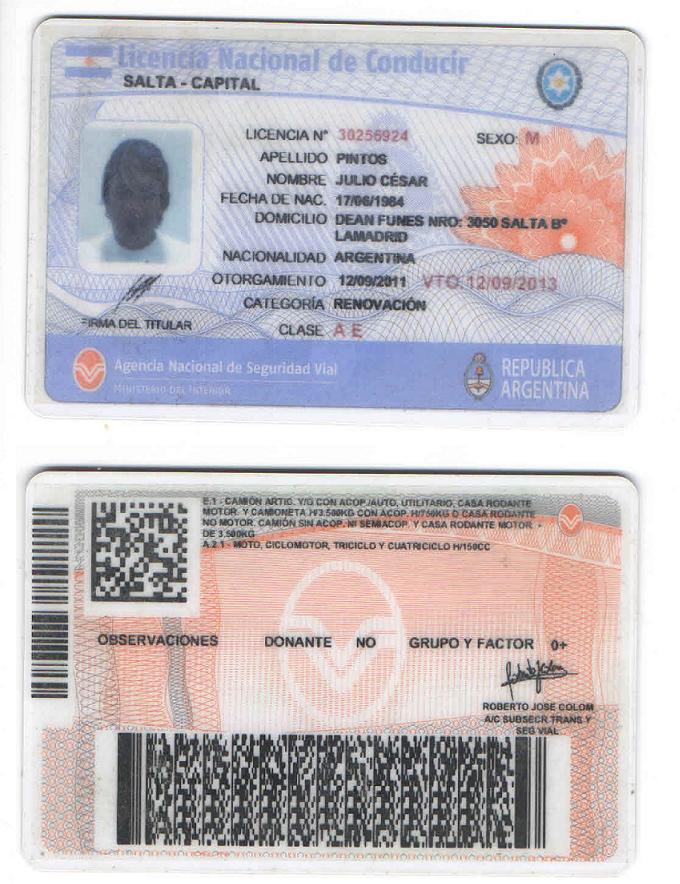 Licencia Nacional de Conducir
SALTA - CAPITAL
LICENCIA N° 30256924 SEXO: M
APELLIDO PINTOS
NOMBRE JULIO CÉSAR
FECHA DE NAC. 17/06/1984
DOMICILIO DEAN FUNES NRO: 3050 SALTA Bº
LAMADRID
NACIONALIDAD ARGENTINA
OTORGAMIENTO 12/09/2011 VTO 12/09/2013
CATEGORÍA RENOVACIÓN
FIRMA DEL TITULAR
CLASE A E
Agencia Nacional de Seguridad Vial
MINISTERIO DEL INTERIOR
REPUBLICA
ARGENTINA
E.1 - CAMIÓN ARTIC. Y/O CON ACOP./AUTO, UTILITARIO, CASA RODANTE
MOTOR. Y CAMIONETA H/3.500KG CON ACOP. H/750KG O CASA RODANTE
NO MOTOR. CAMIÓN SIN ACOP. NI SEMIACOP. Y CASA RODANTE MOTOR. +
DE 3.500KG
A.2.1 - MOTO, CICLOMOTOR, TRICICLO Y CUATRICICLO H/150CC
OBSERVACIONES DONANTE NO GRUPO Y FACTOR 0+
ROBERTO JOSE COLOM
A/C SUBSECR TRANS Y
SEG VIAL